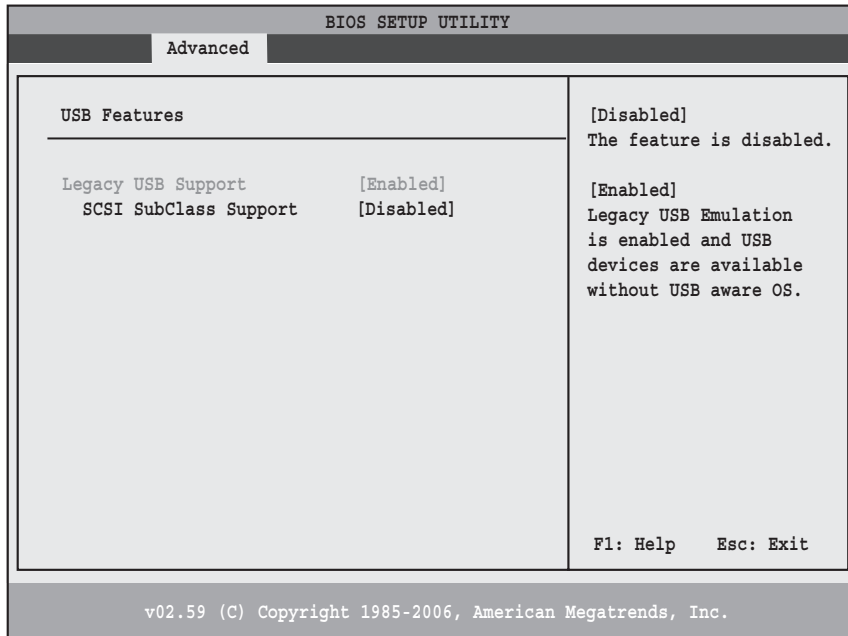 BIOS SETUP UTILITY
Advanced
USB Features
Legacy USB Support [Enabled]
SCSI SubClass Support [Disabled]
[Disabled]
The feature is disabled.
[Enabled]
Legacy USB Emulation
is enabled and USB
devices are available
without USB aware OS.
F1: Help Esc: Exit
v02.59 (C) Copyright 1985-2006, American Megatrends, Inc.